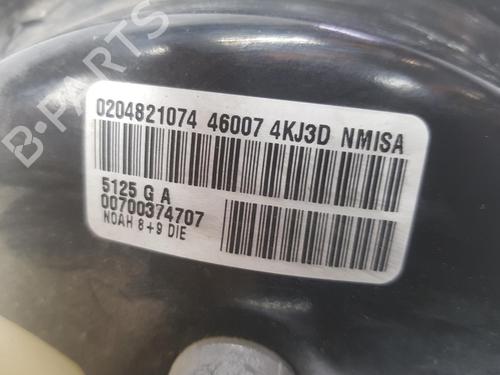 B-PARTS
0204821074 46007 4KJ3D NMISA
5125 G A
00700374707
NOAH 8+9 DIE